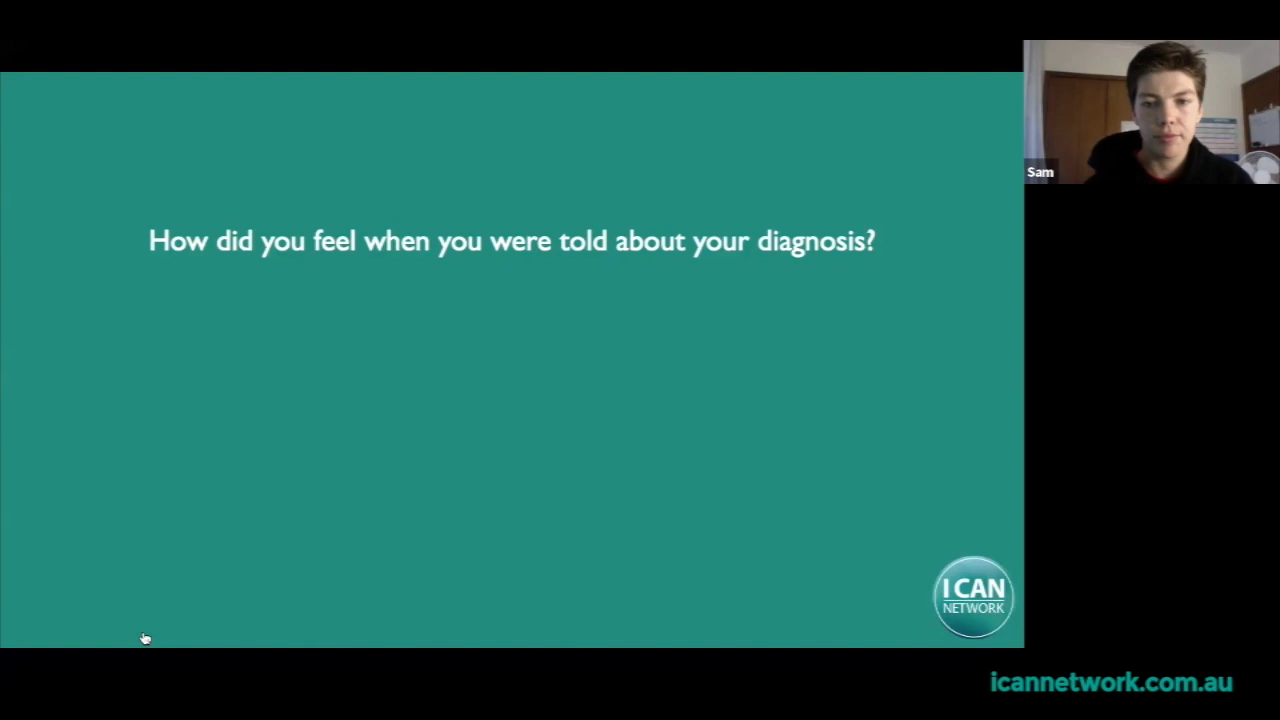 How did you feel when you were told about your diagnosis?
Sam
I CAN
NETWORK
icannetwork.com.au